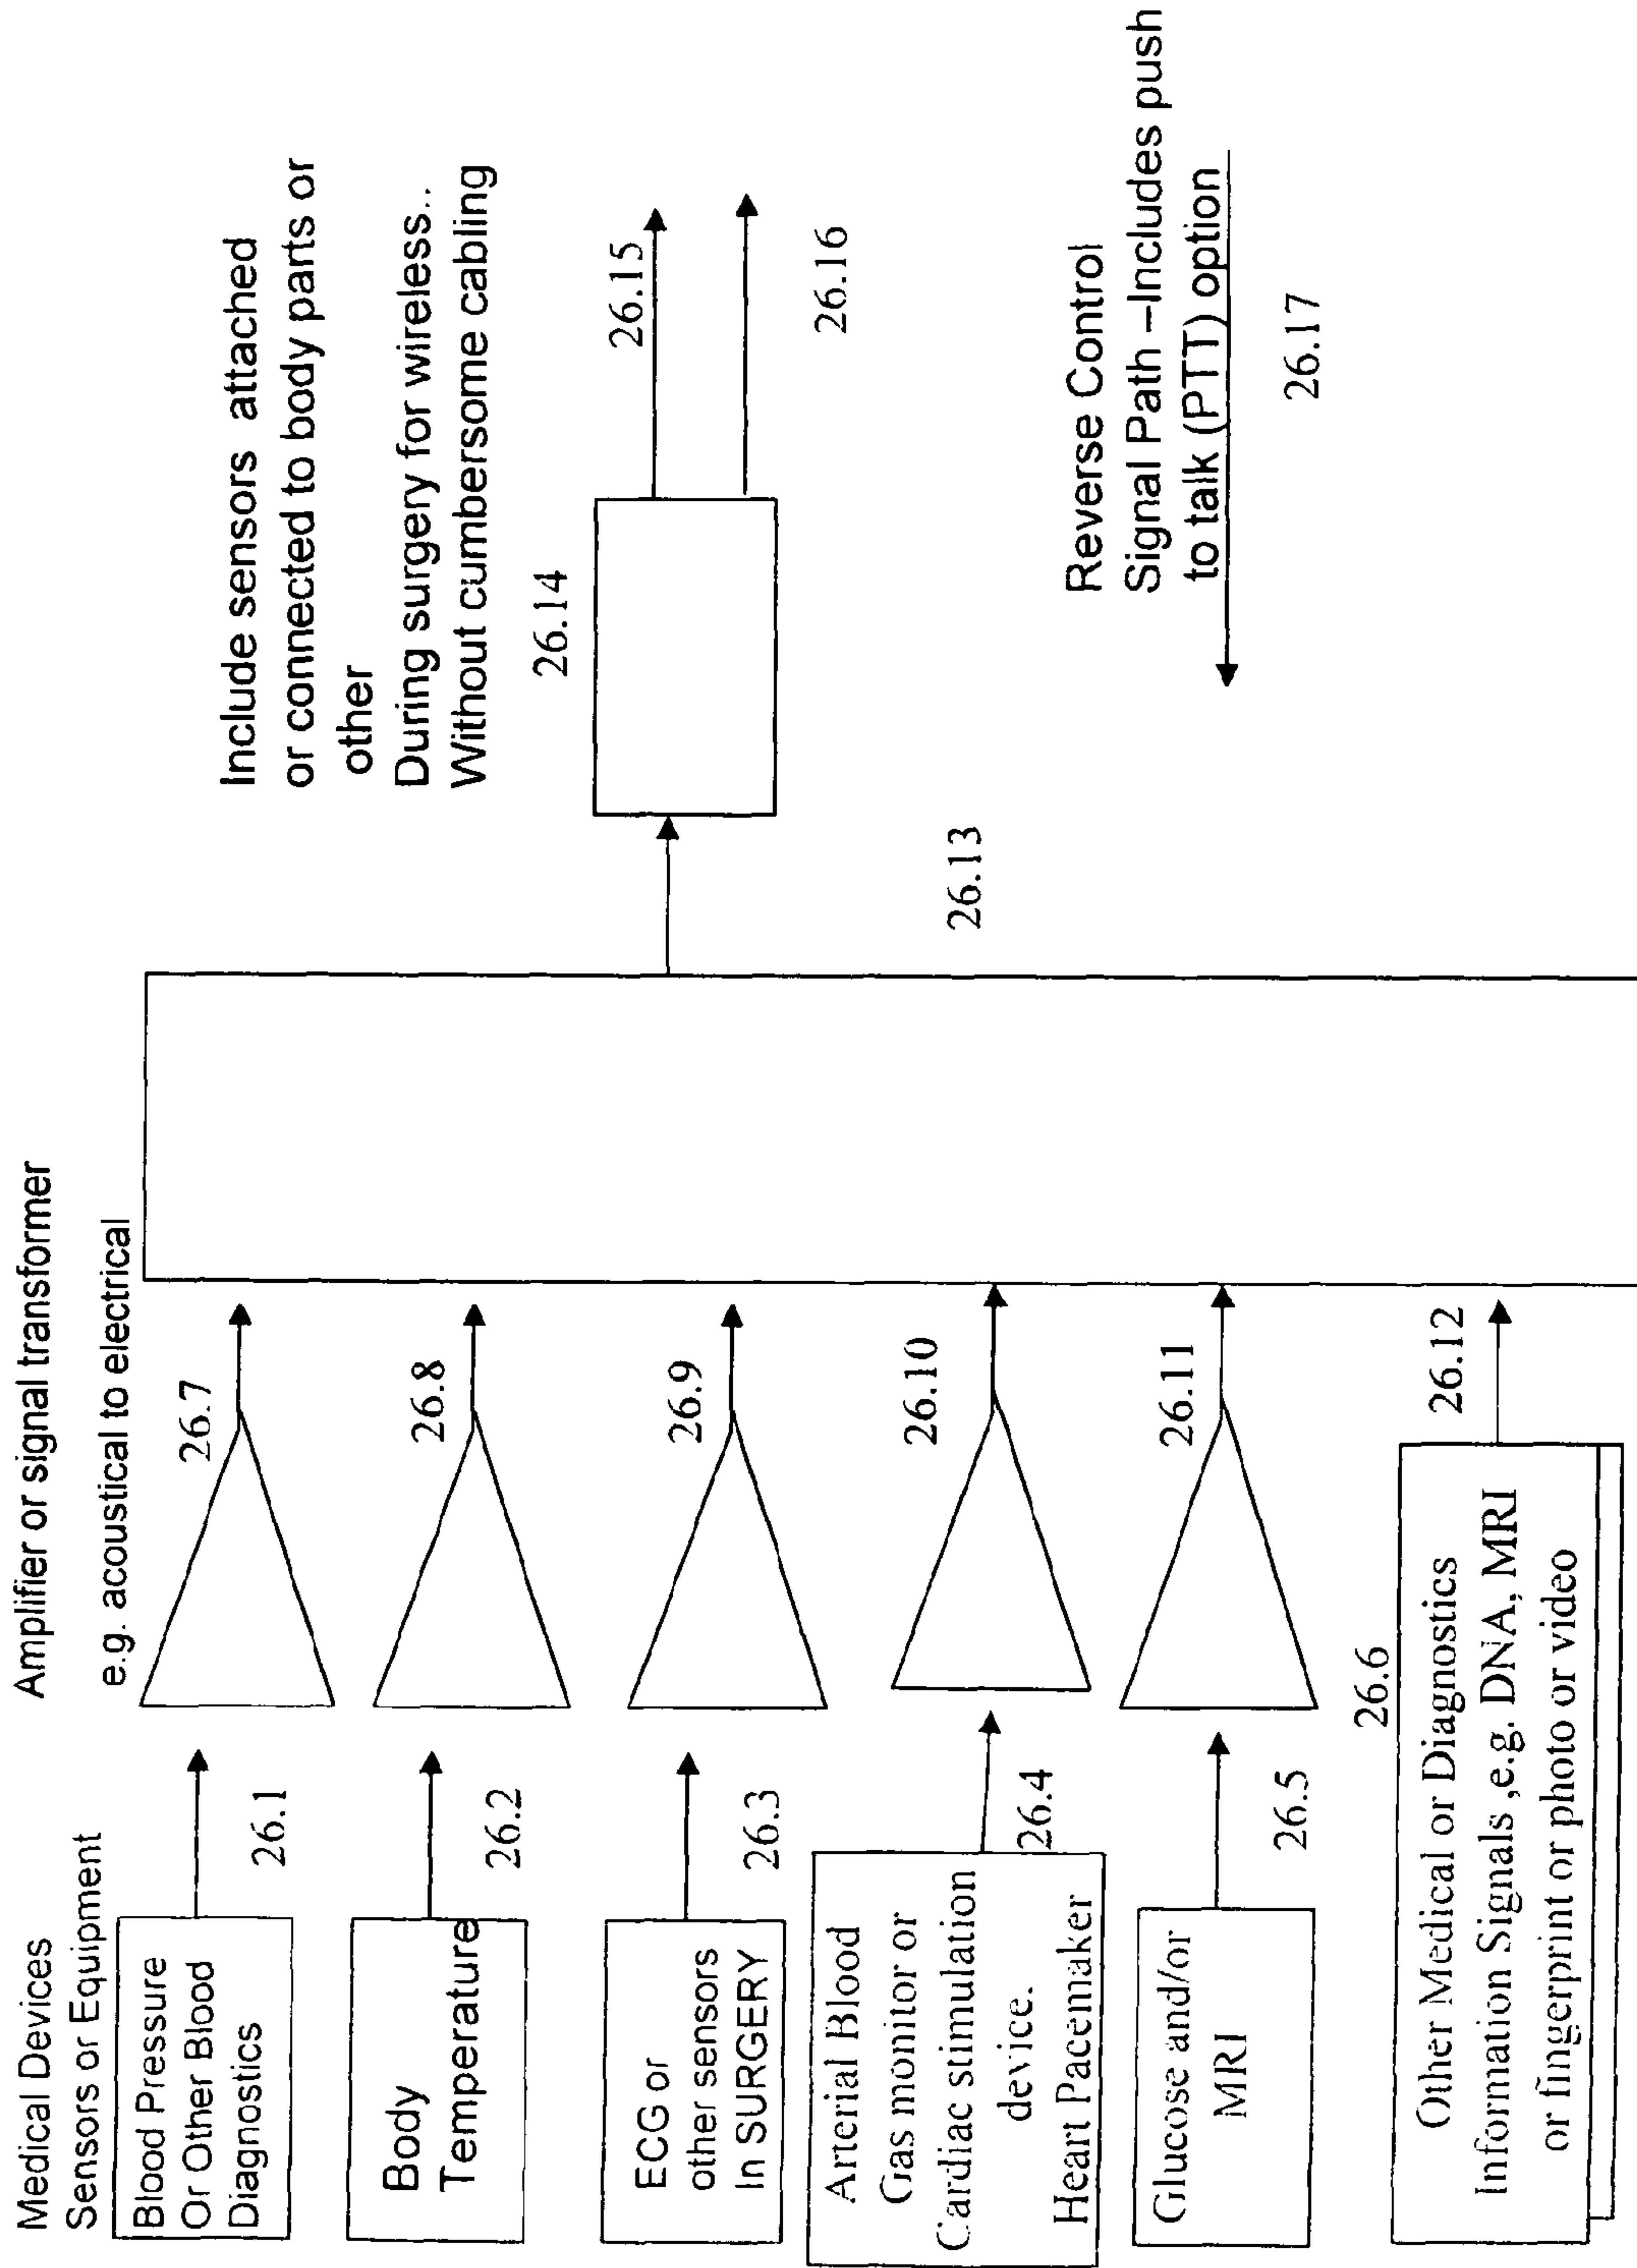 Medical Devices
Sensors or Equipment
Blood Pressure
Or Other Blood
Diagnostics
26.1
Body
Temperature
26.2
ECG or
other sensors
In SURGERY
26.3
Arterial Blood
Gas monitor or
Cardiac stimulation
device.
Heart Pacemaker
26.4
Glucose and/or
MRI
26.5
26.6
Other Medical or Diagnostics
Information Signals ,e.g. DNA, MRI
or fingerprint or photo or video
Amplifier or signal transformer
e.g. acoustical to electrical
26.7
26.8
26.9
26.10
26.11
26.12
26.13
Include sensors attached
or connected to body parts or
other
During surgery for wireless..
Without cumbersome cabling
26.14
26.15
26.16
Reverse Control
Signal Path –Includes push
to talk (PTT) option
26.17